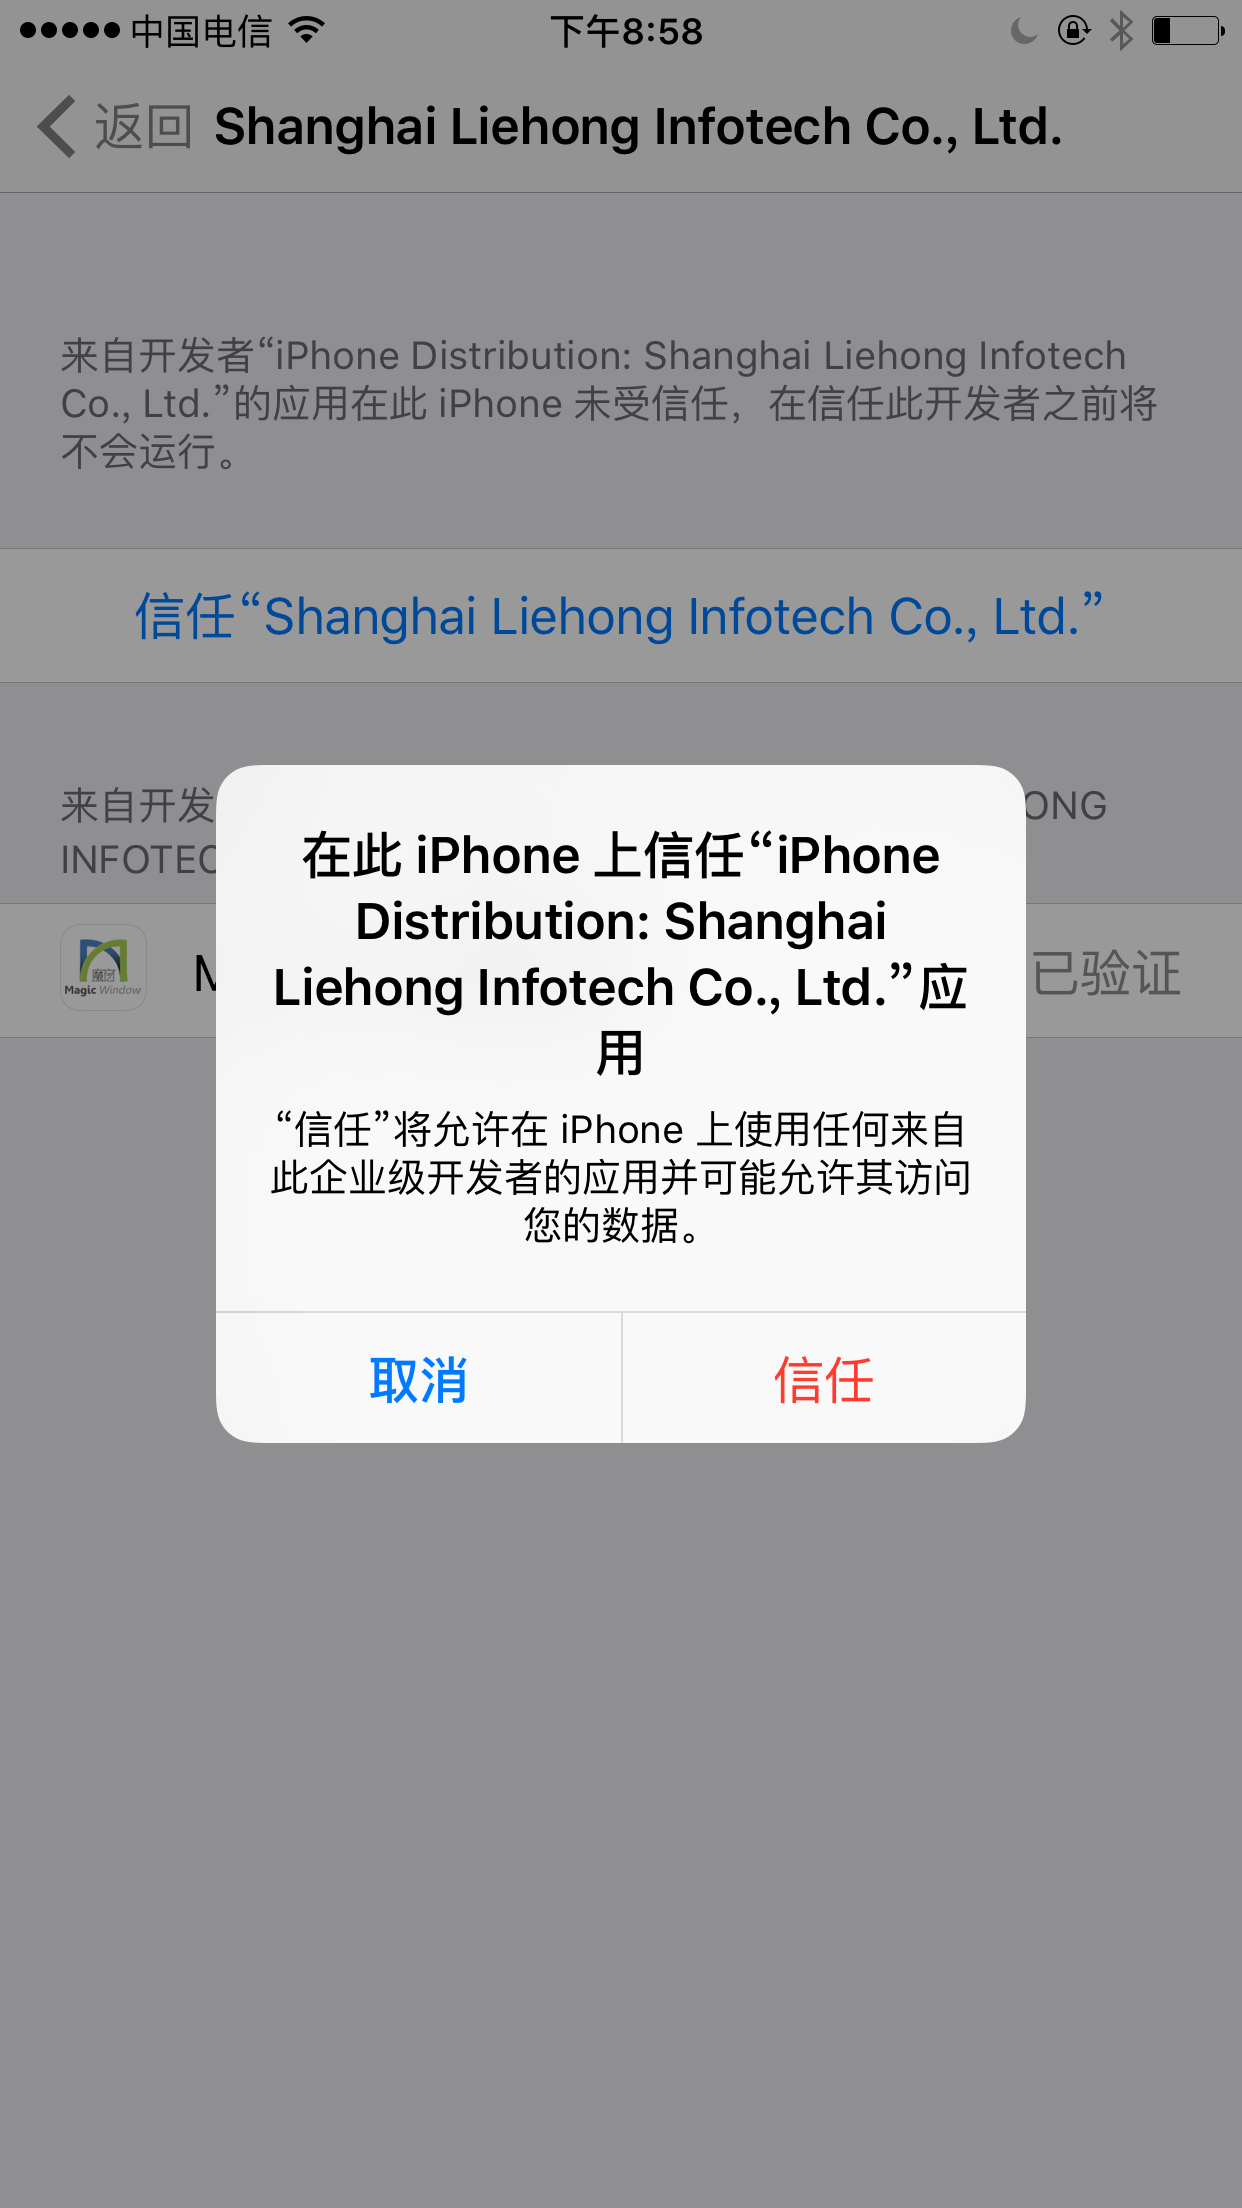 中国电信
下午8:58
返回
Shanghai Liehong Infotech Co., Ltd.
来自开发者“iPhone Distribution: Shanghai Liehong Infotech
Co., Ltd.”的应用在此 iPhone 未受信任，在信任此开发者之前将
不会运行。
信任“Shanghai Liehong Infotech Co., Ltd.”
来自开发
ONG
INFOTEC
在此 iPhone 上信任“iPhone
Distribution: Shanghai
Liehong Infotech Co., Ltd.”应
用
“信任”将允许在 iPhone 上使用任何来自
此企业级开发者的应用并可能允许其访问
您的数据。
魔窗
Magic Window
M
已验证
取消
信任